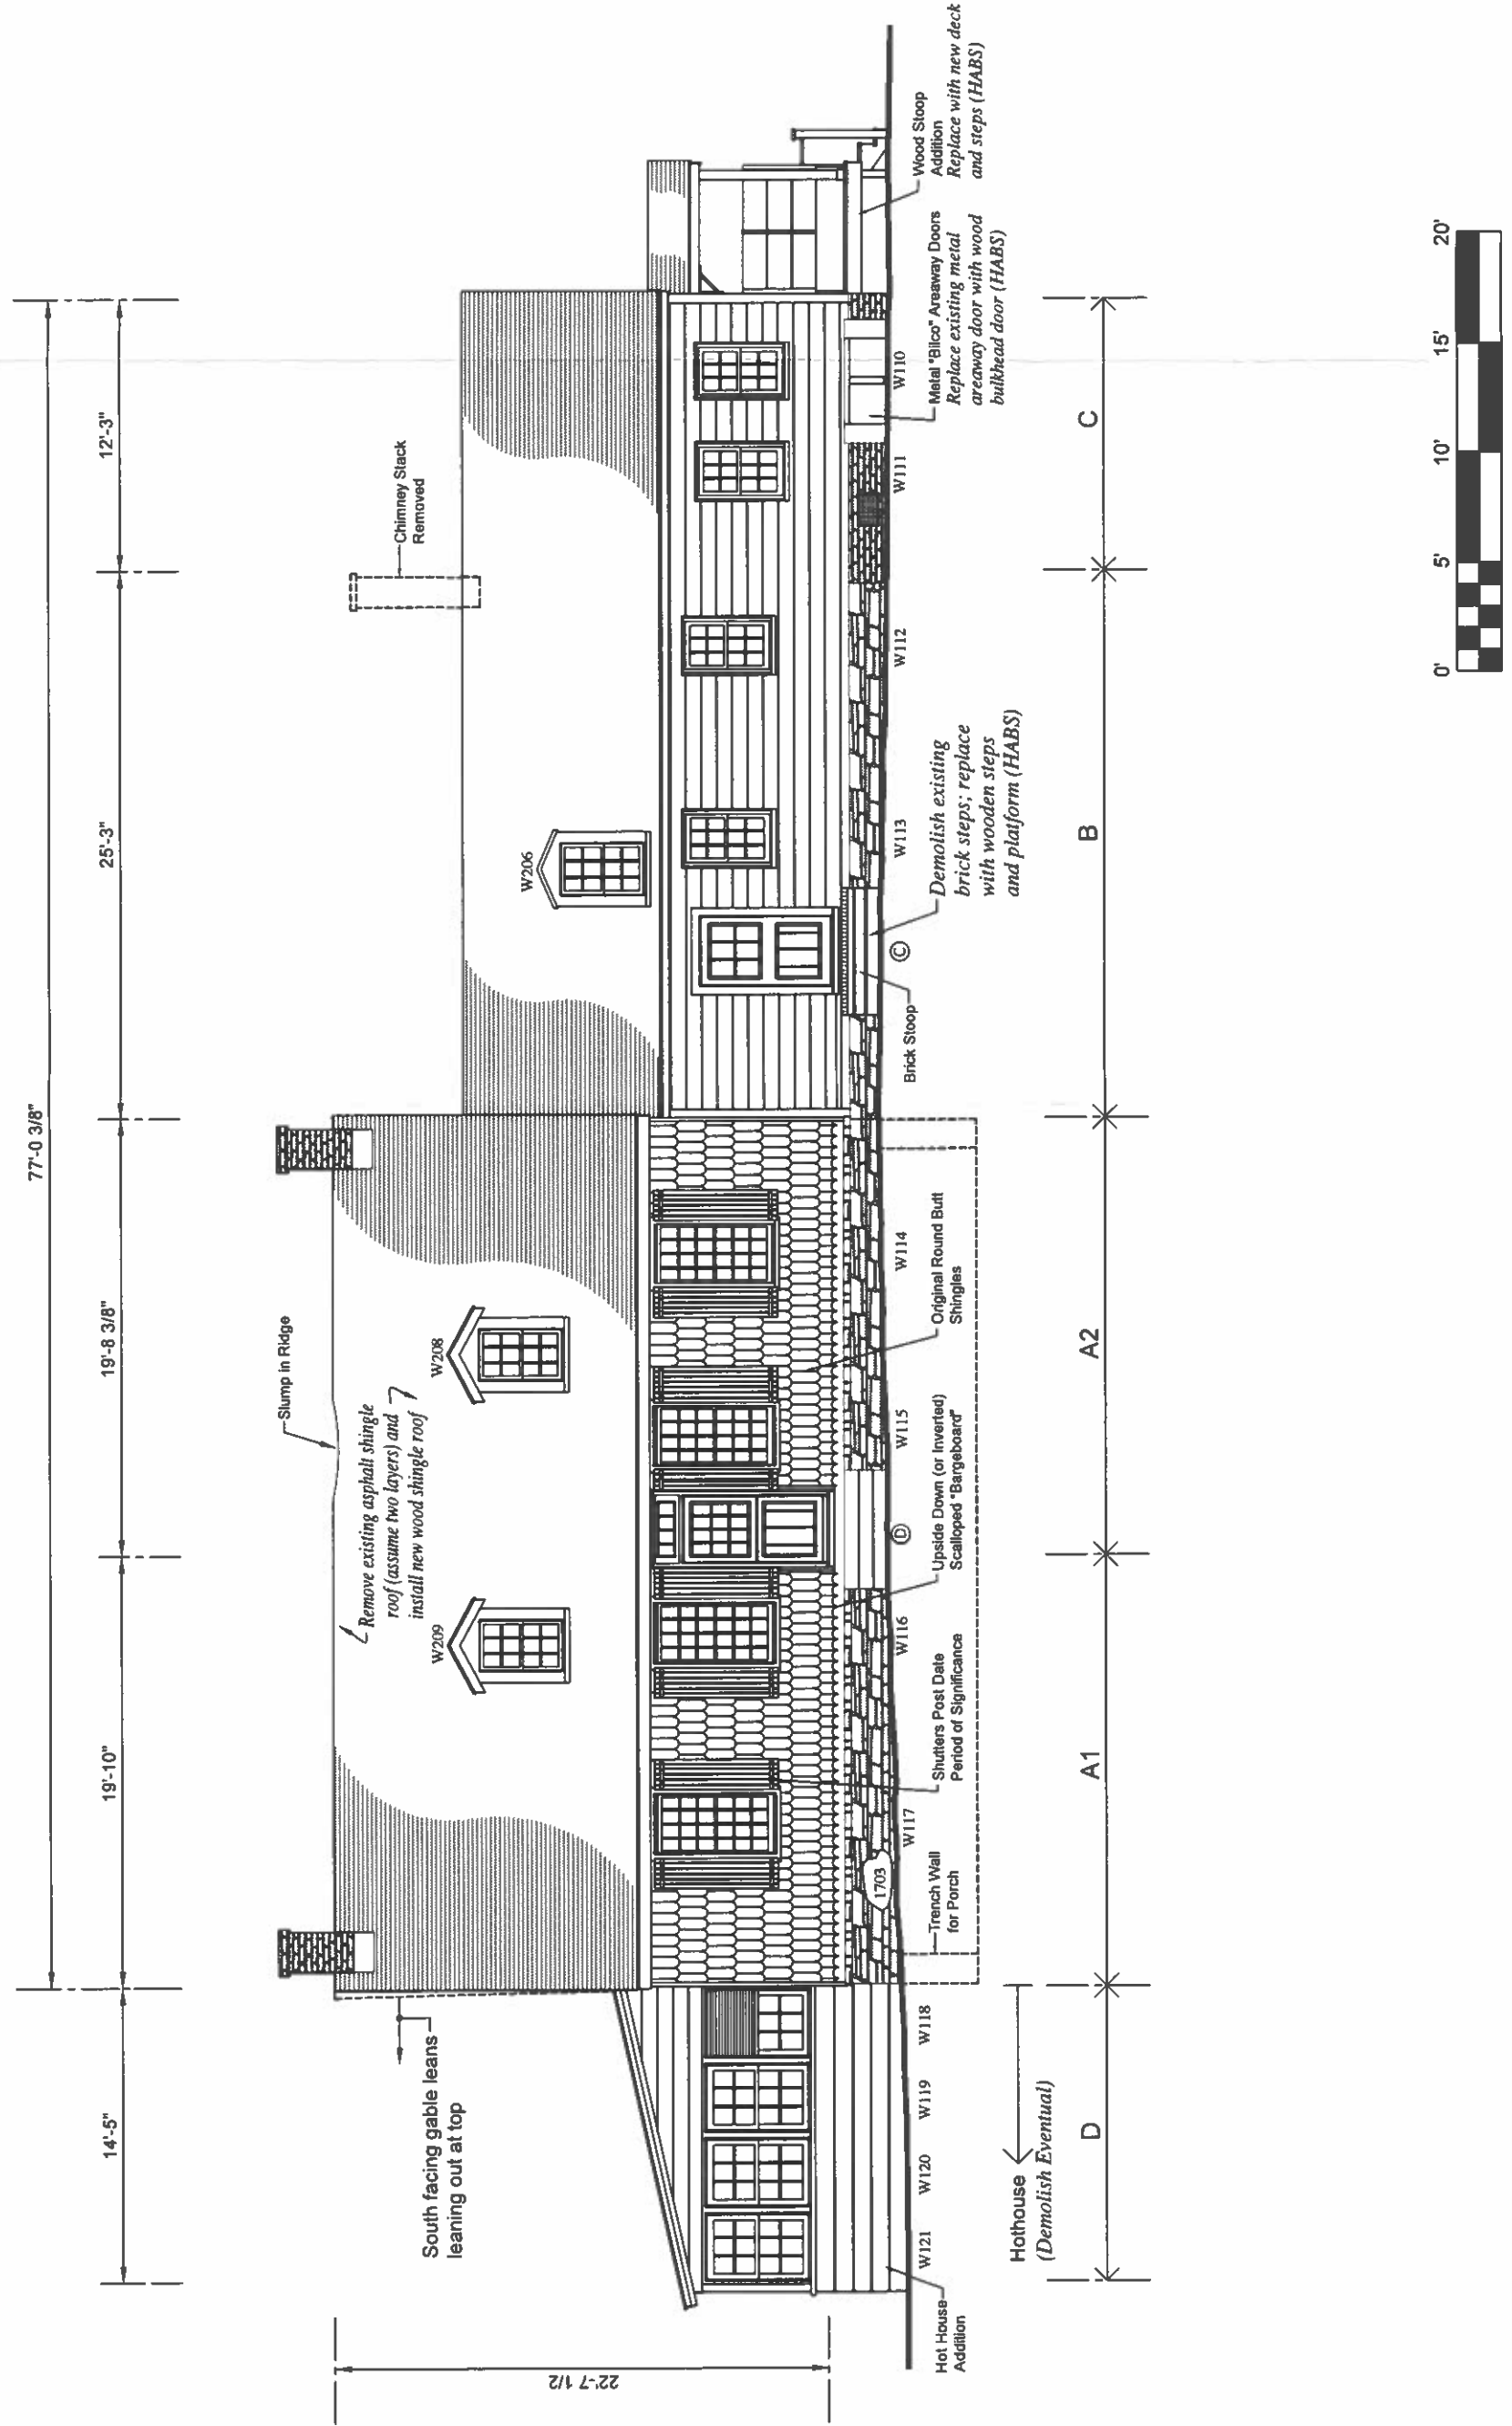 77'-0 3/8"
14'-5"
19'-10"
19'-8 3/8"
25'-3"
12'-3"
Slump in Ridge
Remove existing asphalt shingle
roof (assume two layers) and
install new wood shingle roof
Chimney Stack
Removed
South facing gable leans
leaning out at top
W209
W208
W206
22'-7 1/2
W121
W120
W119
W118
W117
W116
W115
W114
W113
W112
W111
W110
1703
D
C
Hot House
Addition
Trench Wall
for Porch
Shutters Post Date
Period of Significance
Upside Down (or Inverted)
Scalloped "Bargeboard"
Original Round Butt
Shingles
Brick Stoop
Demolish existing
brick steps; replace
with wooden steps
and platform (HABS)
Metal "Bilco" Areaway Doors
Replace existing metal
areaway door with wood
bulkhead door (HABS)
Wood Stoop
Addition
Replace with new deck
and steps (HABS)
Hothouse
(Demolish Eventual)
D
A1
A2
B
C
0'
5'
10'
15'
20'